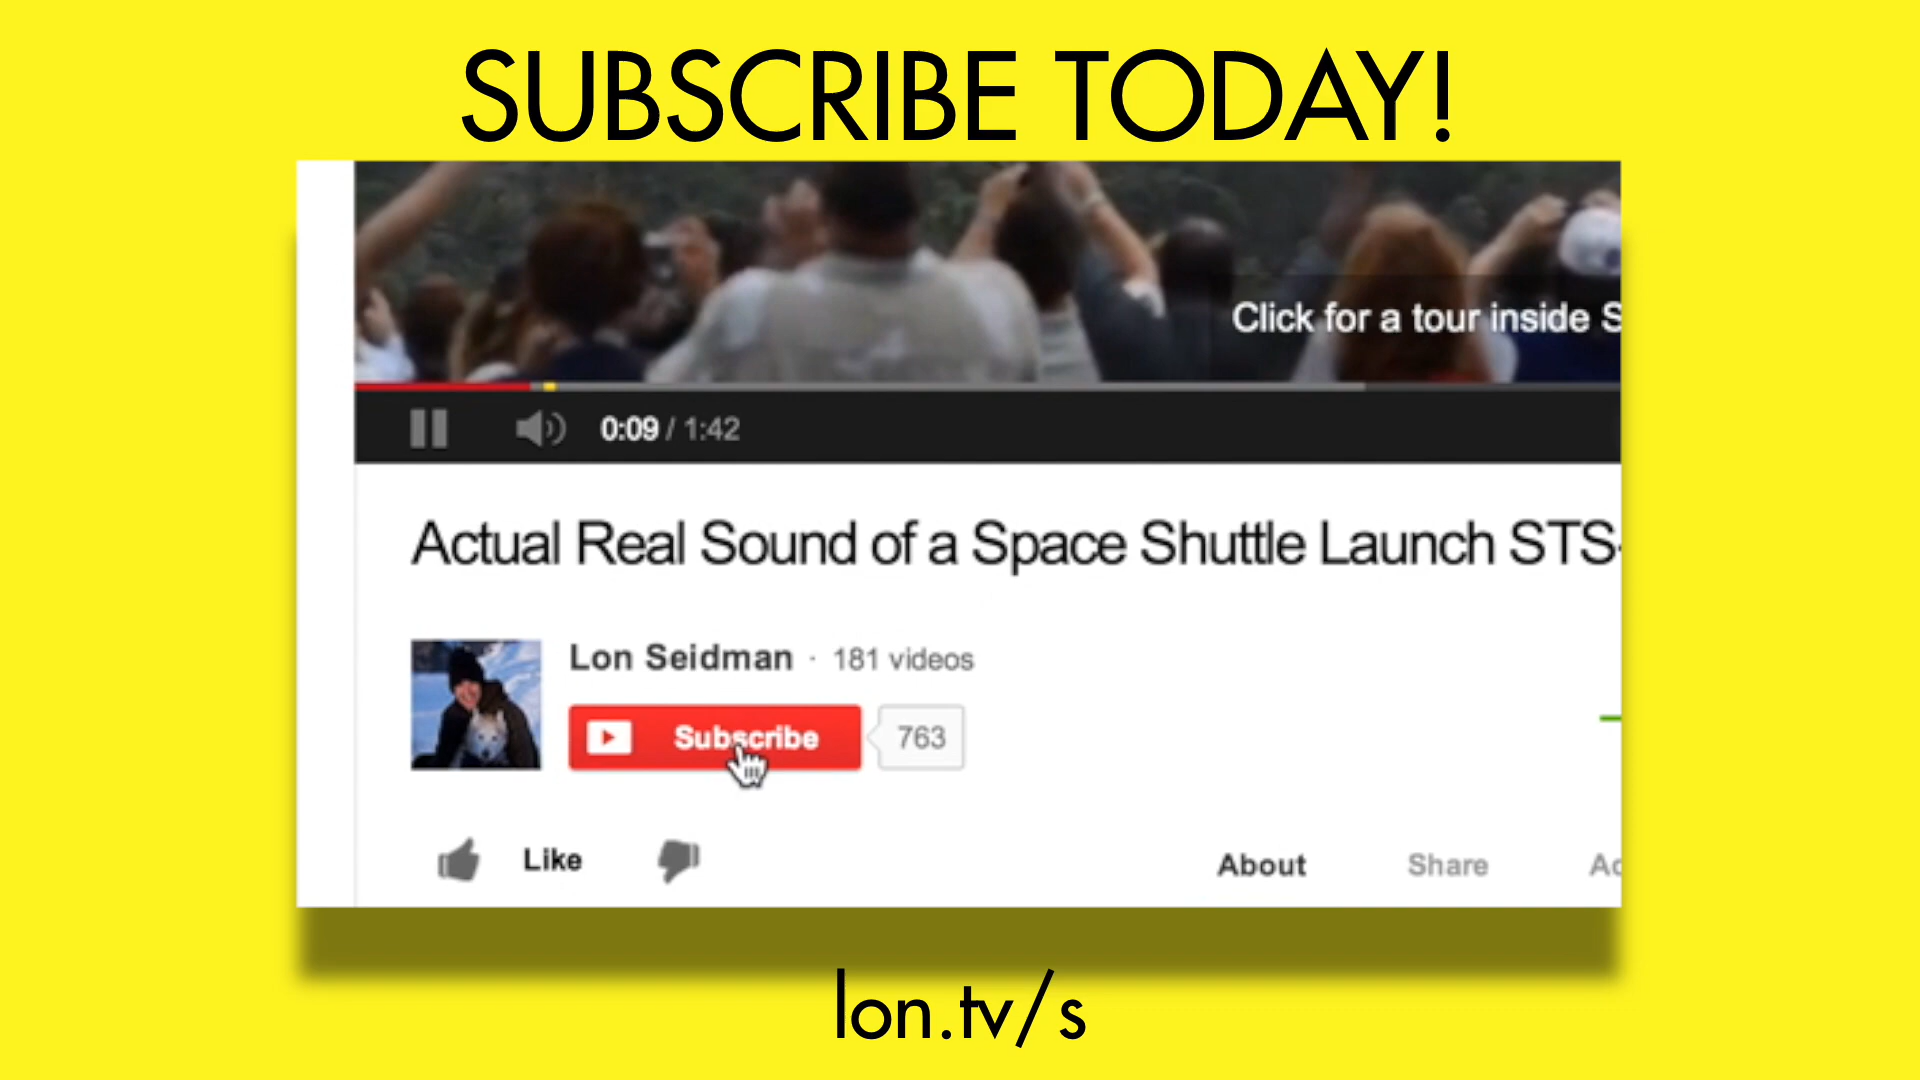 SUBSCRIBE TODAY!
Click for a tour inside S
0:09 / 1:42
Actual Real Sound of a Space Shuttle Launch STS-
Lon Seidman · 181 videos
Subscribe 763
Like About Share Ad
lon.tv/s